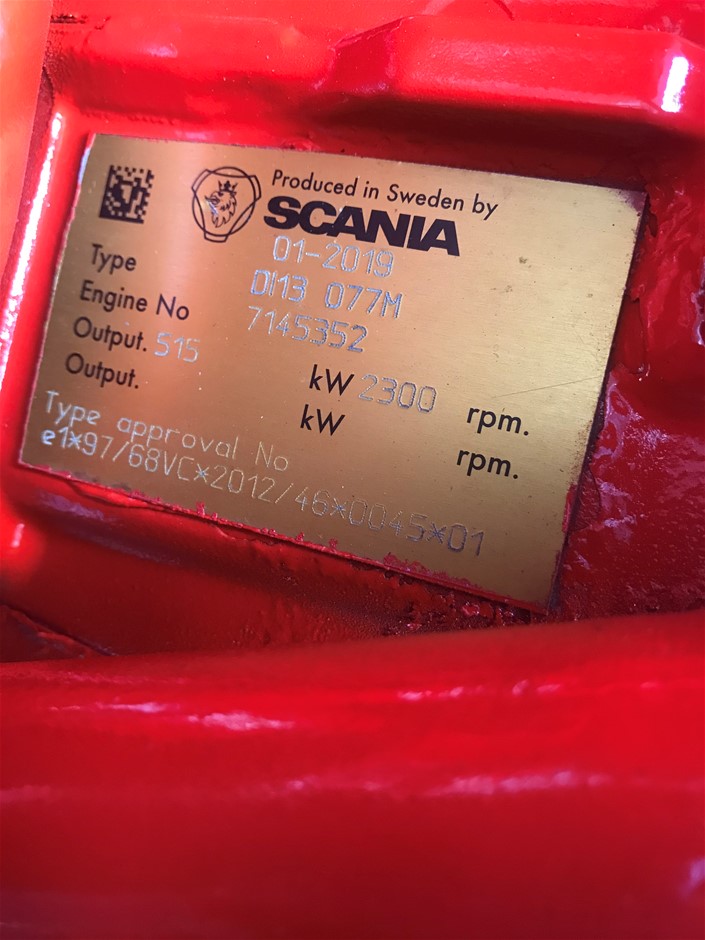 Produced in Sweden by
SCANIA
01-2019
Type DI13 077M
Engine No 7145352
Output. 515 kW 2300 rpm.
Output. kW rpm.
Type approval No
e1*97/68VC*2012/46*0045*01